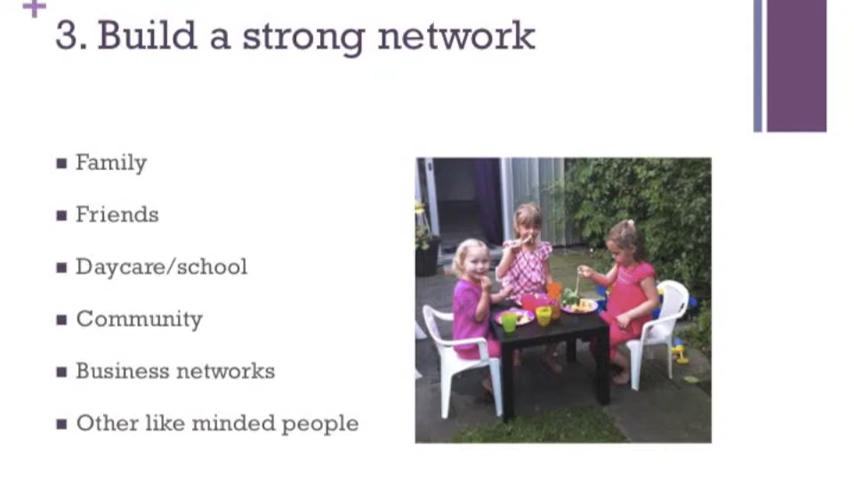 3. Build a strong network
Family
Friends
Daycare/school
Community
Business networks
Other like minded people